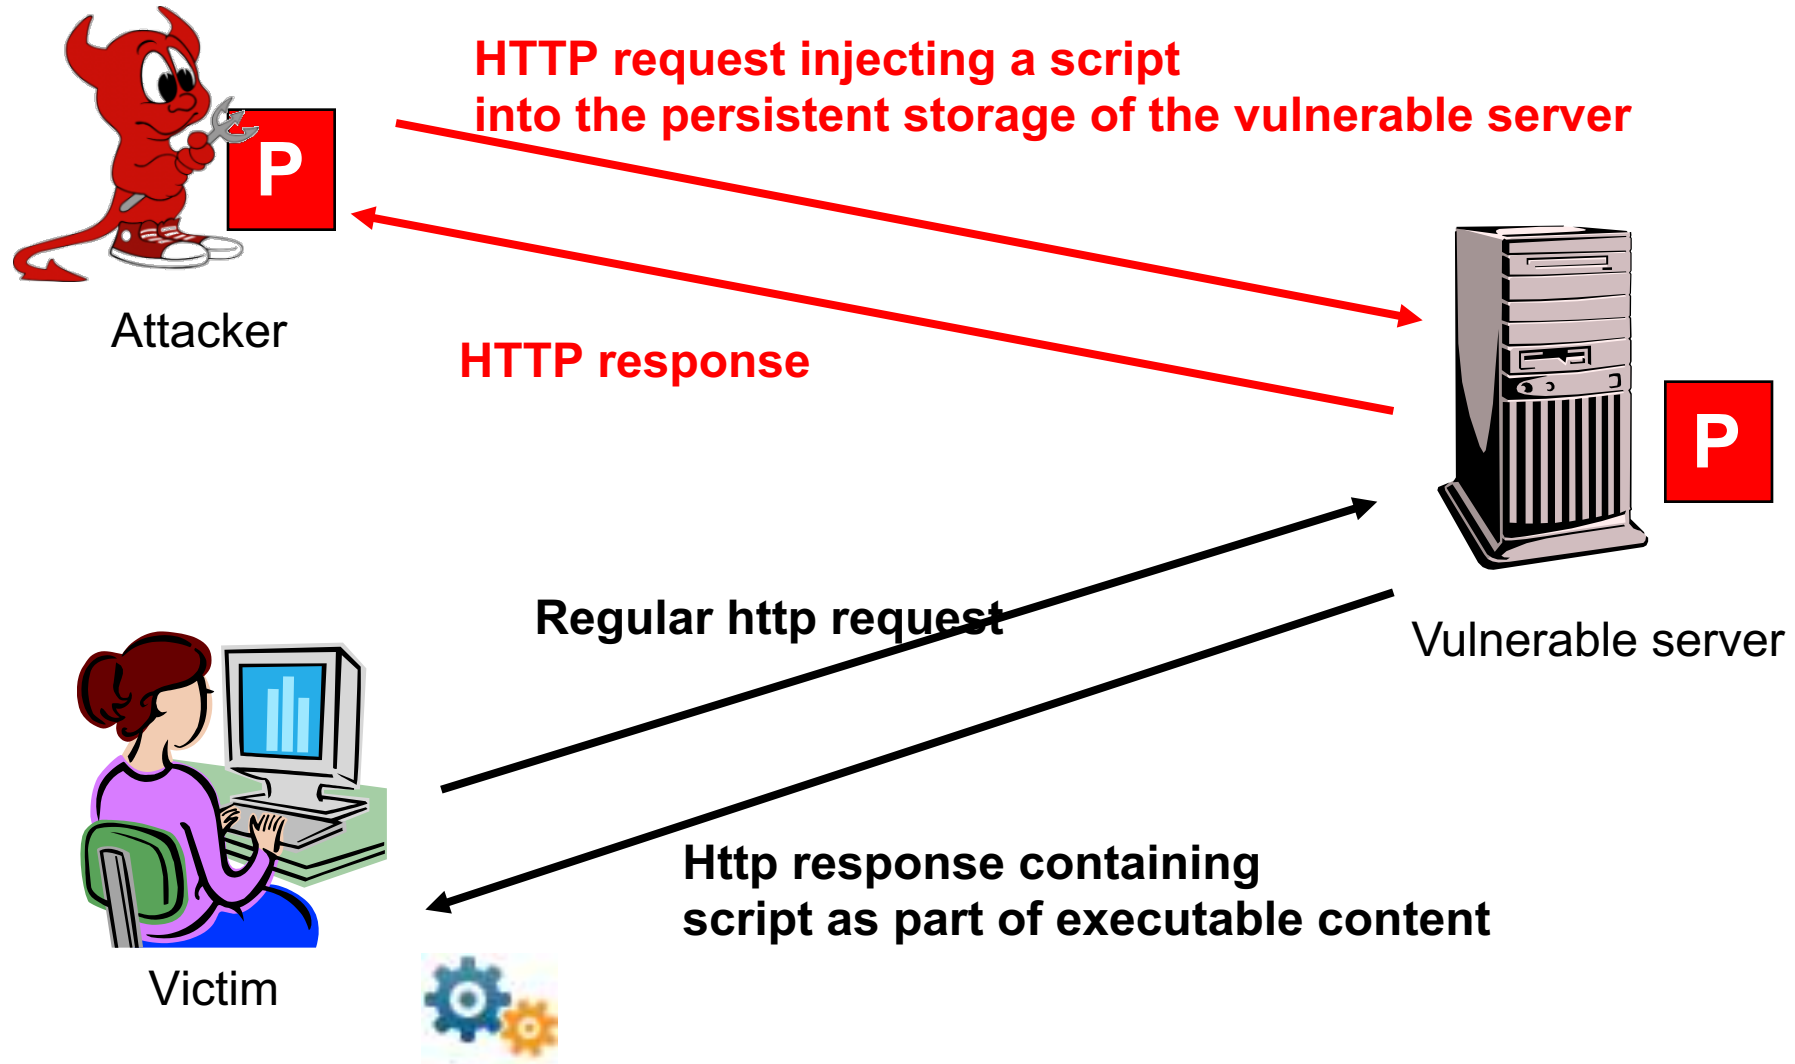 HTTP request injecting a script
into the persistent storage of the vulnerable server
P
Attacker
HTTP response
P
Regular http request
Vulnerable server
Http response containing
script as part of executable content
Victim